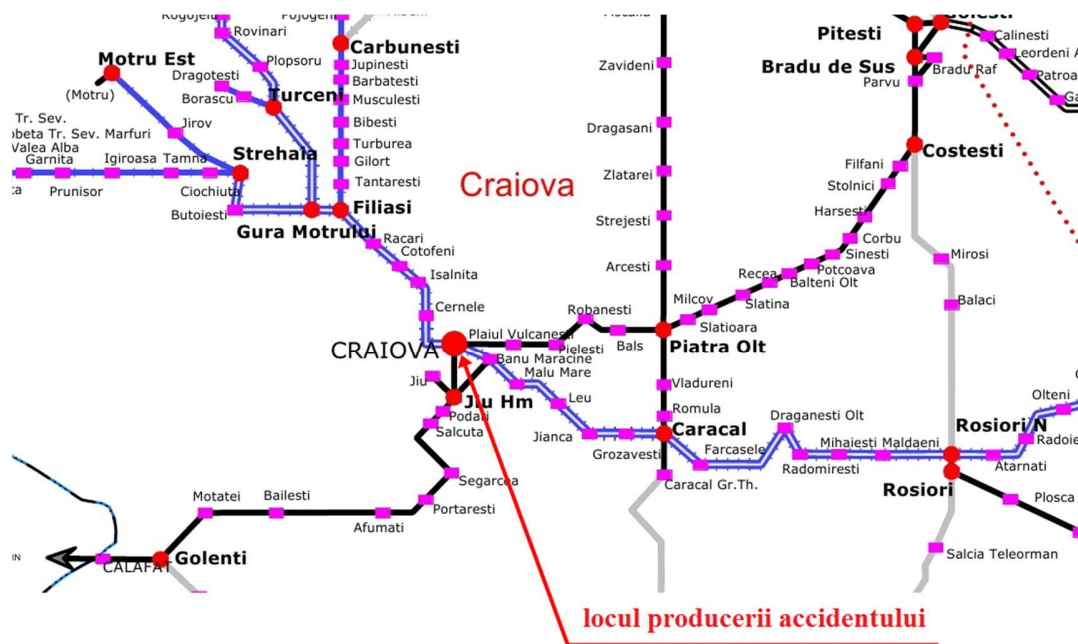 Rogojelu
Rovinari
Plopsoru
Motru Est
(Motru)
Dragotesti
Borascu
Turceni
Pojogeni
Carbunesti
Jupinesti
Barbatesti
Musculesti
Bibesti
Turburea
Gilort
Tantaresti
Tr. Sev.
Tr. Sev. Marfuri
Valea Alba
Jirov
Garnita
Igiroasa
Tamna
Prunisor
Ciochiuta
Strehaia
Butoiesti
Gura Motrului
Filiasi
Racari
Cotofeni
Isalnita
Cernele
Craiova
CRAIOVA
Plaiul Vulcanesti
Pielesti
Robanesti
Bals
Banu Maracine
Malu Mare
Leu
Jianca
Grozavesti
Jiu
Jiu Hm
Podari
Salcuta
Segarcea
Portaresti
Afumati
Bailesti
Motatei
Golenti
CALAFAT
Zavideni
Dragasani
Zlatarei
Strejesti
Arcesti
Piatra Olt
Vladureni
Romula
Caracal
Caracal Gr.Th.
Milcov
Slatioara
Slatina
Recea
Balteni Olt
Potcoava
Sinesti
Corbu
Harsesti
Stolnici
Filfani
Costesti
Pitesti
Bradu de Sus
Bradu Raf
Parvu
Calinesti
Leordeni
Mirosi
Balaci
Farcasele
Draganesti Olt
Radomiresti
Mihaiesti
Maldaeni
Rosiori N
Rosiori
Atarnati
Olteni
Plosca
Salcia Teleorman
locul producerii accidentului